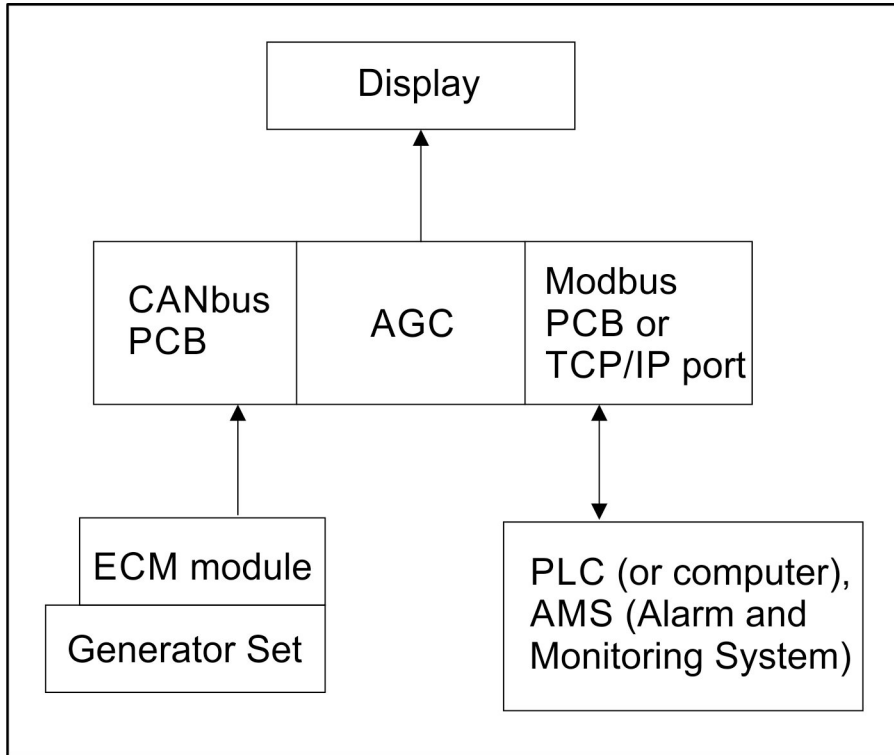 Display
CANbus
PCB
AGC
Modbus
PCB or
TCP/IP port
ECM module
Generator Set
PLC (or computer),
AMS (Alarm and
Monitoring System)